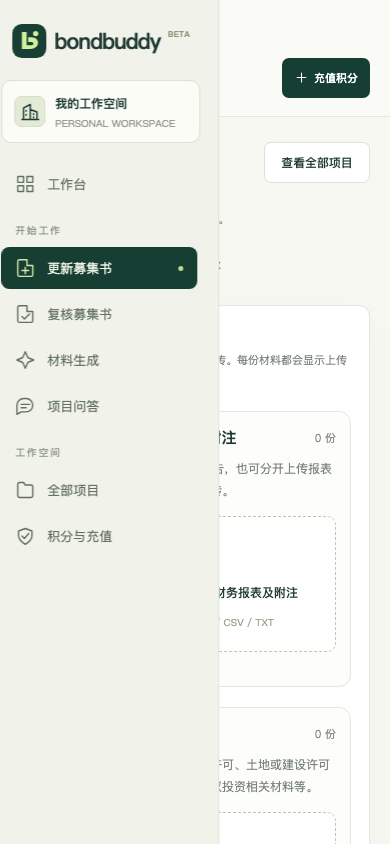 bondbuddy BETA
充值积分
我的工作空间
PERSONAL WORKSPACE
查看全部项目
工作台
开始工作
更新募集书
复核募集书
材料生成
传。每份材料都会显示上传
项目问答
附注
0 份
工作空间
告，也可分开上传报表
全部项目
积分与充值
财务报表及附注
/ CSV / TXT
0 份
可、土地或建设许可
投资相关材料等。